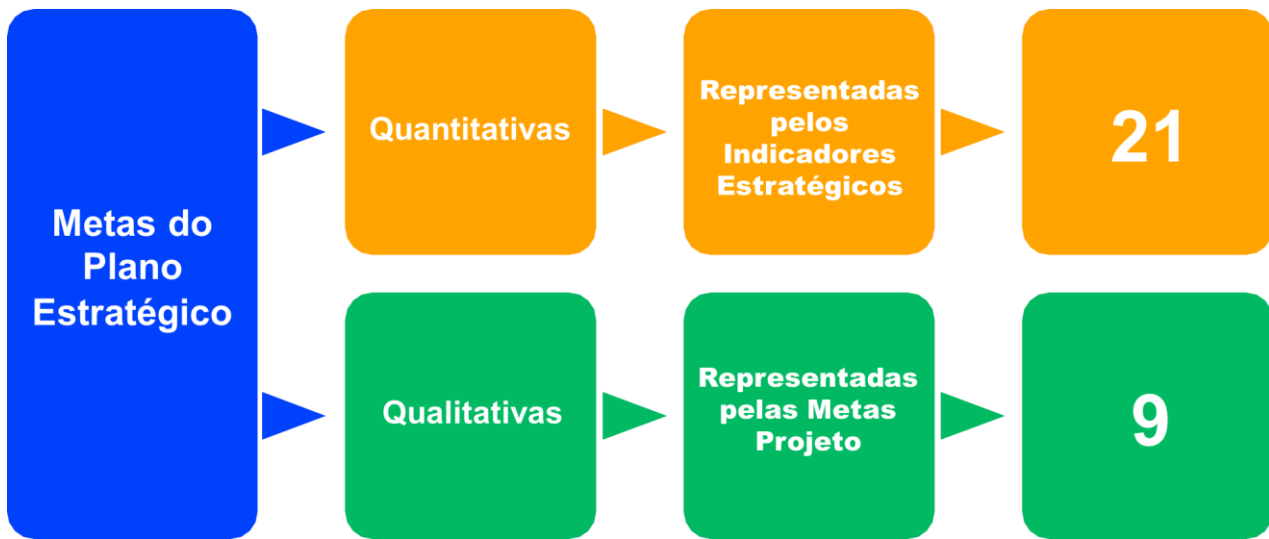 Metas do
Plano
Estratégico
Quantitativas
Representadas
pelos
Indicadores
Estratégicos
21
Qualitativas
Representadas
pelas Metas
Projeto
9